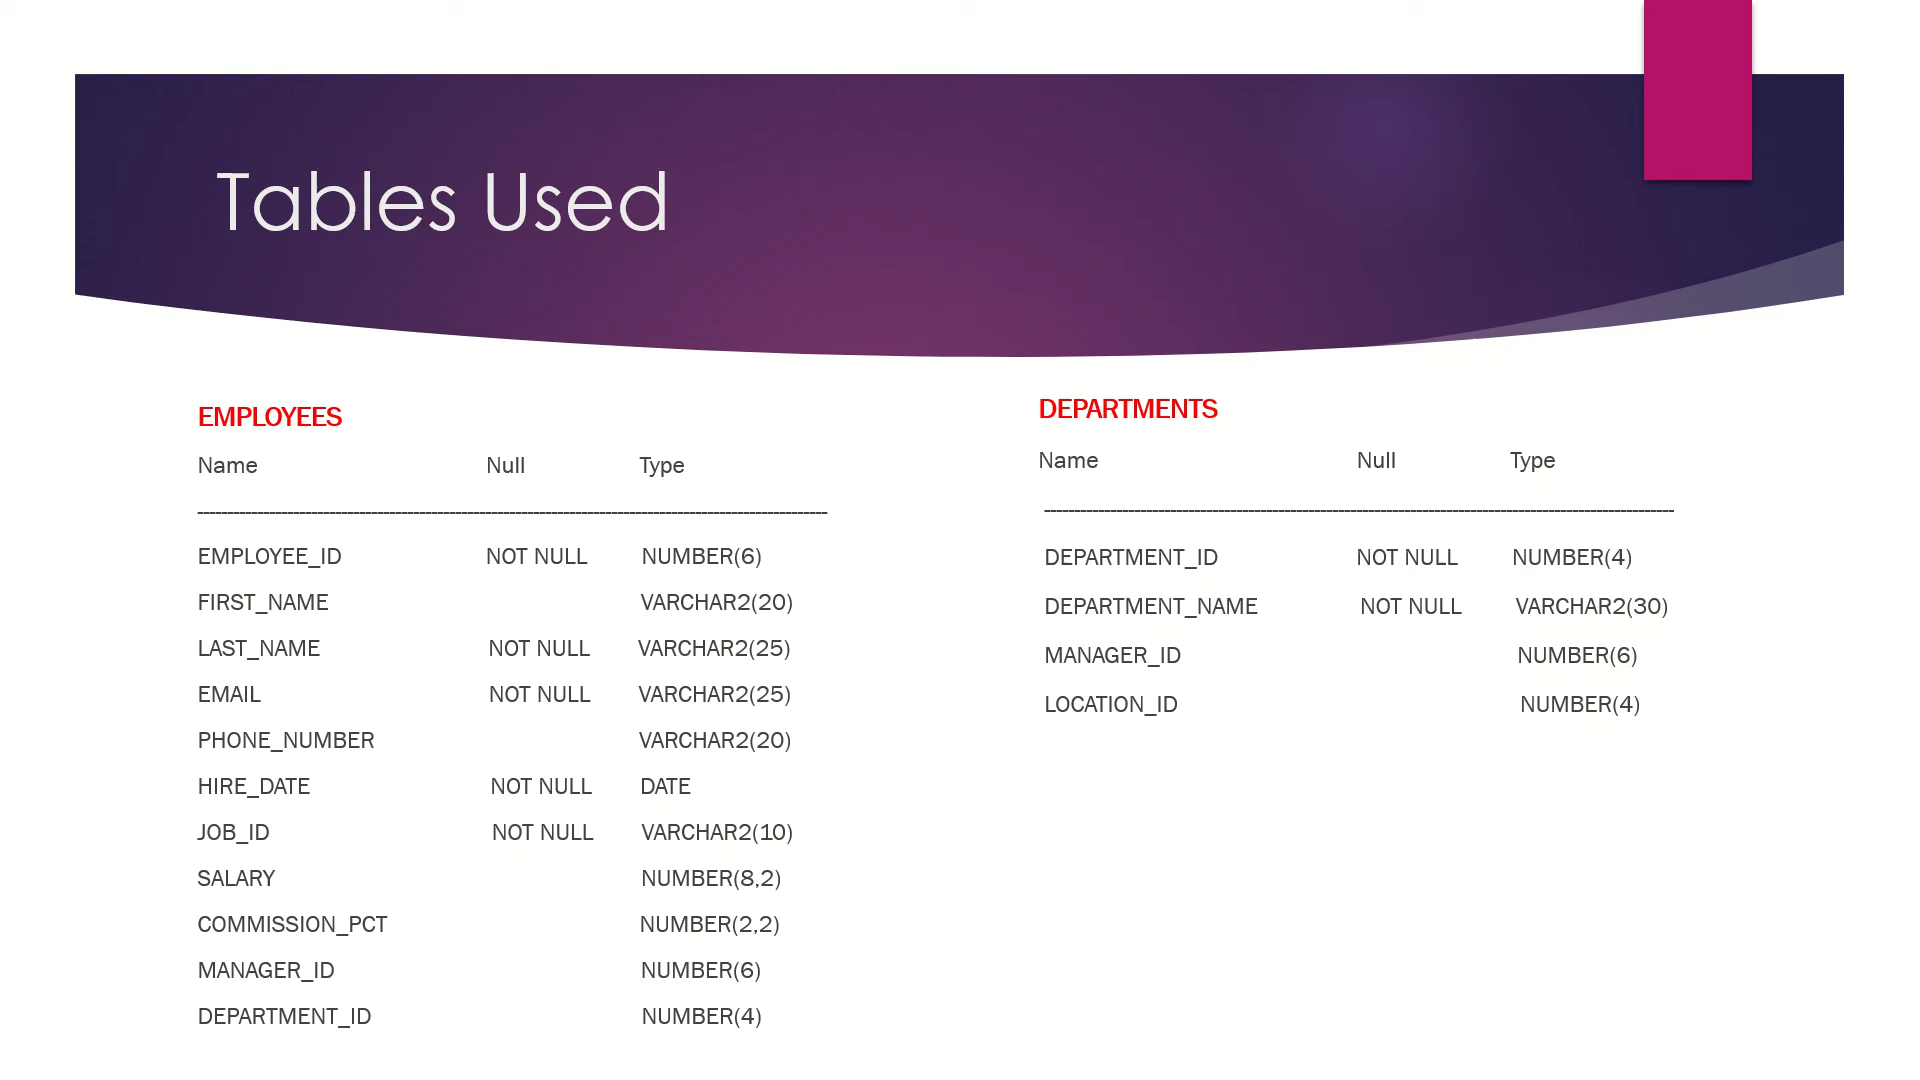 Tables Used
EMPLOYEES
Name Null Type
------------------------------------------------------------------------------------------------------------
EMPLOYEE_ID NOT NULL NUMBER(6)
FIRST_NAME VARCHAR2(20)
LAST_NAME NOT NULL VARCHAR2(25)
EMAIL NOT NULL VARCHAR2(25)
PHONE_NUMBER VARCHAR2(20)
HIRE_DATE NOT NULL DATE
JOB_ID NOT NULL VARCHAR2(10)
SALARY NUMBER(8,2)
COMMISSION_PCT NUMBER(2,2)
MANAGER_ID NUMBER(6)
DEPARTMENT_ID NUMBER(4)
DEPARTMENTS
Name Null Type
------------------------------------------------------------------------------------------------------------
DEPARTMENT_ID NOT NULL NUMBER(4)
DEPARTMENT_NAME NOT NULL VARCHAR2(30)
MANAGER_ID NUMBER(6)
LOCATION_ID NUMBER(4)